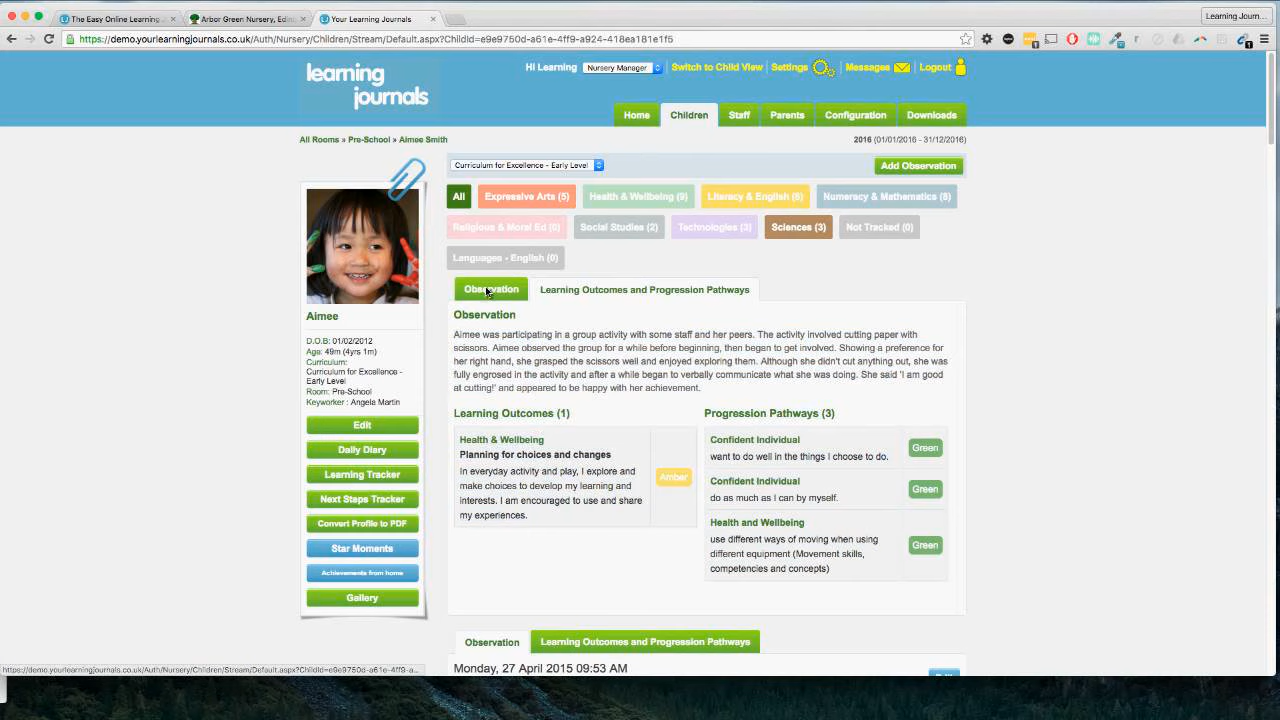 The Easy Online Learning
Arbor Green Nursery, Edin
Your Learning Journals
Learning Journ...
https://demo.yourlearningjournals.co.uk/Auth/Nursery/Children/Stream/Default.aspx?ChildId=e9e9750d-a61e-4ff9-a924-418ea181e1f5
learning
journals
Hi Learning Nursery Manager Switch to Child View Settings Messages Logout
Home Children Staff Parents Configuration Downloads
All Rooms » Pre-School » Aimee Smith
2016 (01/01/2016 - 31/12/2016)
Curriculum for Excellence - Early Level
Add Observation
All Expressive Arts (5) Health & Wellbeing (9) Literacy & English (8) Numeracy & Mathematics (8)
Religious & Moral Ed (0) Social Studies (2) Technologies (3) Sciences (3) Not Tracked (0)
Languages - English (0)
Aimee
D.O.B: 01/02/2012
Age: 49m (4yrs 1m)
Curriculum:
Curriculum for Excellence -
Early Level
Room: Pre-School
Keyworker : Angela Martin
Edit
Daily Diary
Learning Tracker
Next Steps Tracker
Convert Profile to PDF
Star Moments
Achievements from home
Gallery
Observation Learning Outcomes and Progression Pathways
Observation
Aimee was participating in a group activity with some staff and her peers. The activity involved cutting paper with
scissors. Aimee observed the group for a while before beginning, then began to get involved. Showing a preference for
her right hand, she grasped the scissors well and enjoyed exploring them. Although she didn't cut anything out, she was
fully engrosed in the activity and after a while began to verbally communicate what she was doing. She said 'I am good
at cutting!' and appeared to be happy with her achievement.
Learning Outcomes (1)
Health & Wellbeing
Planning for choices and changes
In everyday activity and play, I explore and
make choices to develop my learning and
interests. I am encouraged to use and share
my experiences.
Amber
Progression Pathways (3)
Confident Individual
want to do well in the things I choose to do.
Green
Confident Individual
do as much as I can by myself.
Green
Health and Wellbeing
use different ways of moving when using
different equipment (Movement skills,
competencies and concepts)
Green
Observation Learning Outcomes and Progression Pathways
Monday, 27 April 2015 09:53 AM
https://demo.yourlearningjournals.co.uk/Auth/Nursery/Children/Stream/Default.aspx?ChildId=e9e9750d-a61e-4ff9-a...